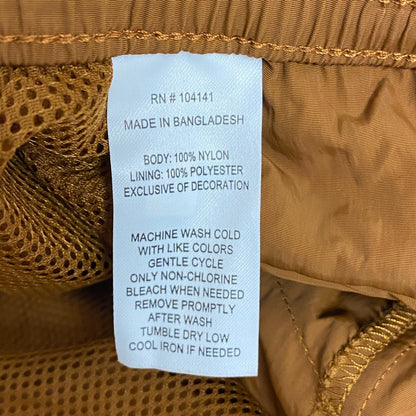 RN # 104141
MADE IN BANGLADESH
BODY: 100% NYLON
LINING: 100% POLYESTER
EXCLUSIVE OF DECORATION
MACHINE WASH COLD
WITH LIKE COLORS
GENTLE CYCLE
ONLY NON-CHLORINE
BLEACH WHEN NEEDED
REMOVE PROMPTLY
AFTER WASH
TUMBLE DRY LOW
COOL IRON IF NEEDED